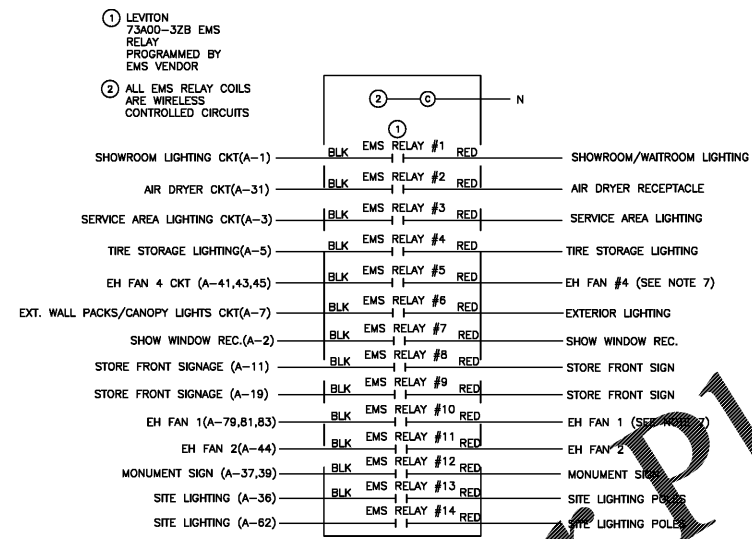 1 LEVITON
73A00-3ZB EMS
RELAY
PROGRAMMED BY
EMS VENDOR
2 ALL EMS RELAY COILS
ARE WIRELESS
CONTROLLED CIRCUITS
2 C N
1
SHOWROOM LIGHTING CKT(A-1) BLK EMS RELAY #1 RED SHOWROOM/WAITROOM LIGHTING
AIR DRYER CKT(A-31) BLK EMS RELAY #2 RED AIR DRYER RECEPTACLE
SERVICE AREA LIGHTING CKT(A-3) BLK EMS RELAY #3 RED SERVICE AREA LIGHTING
TIRE STORAGE LIGHTING(A-5) BLK EMS RELAY #4 RED TIRE STORAGE LIGHTING
EH FAN 4 CKT (A-41,43,45) BLK EMS RELAY #5 RED EH FAN #4 (SEE NOTE 7)
EXT. WALL PACKS/CANOPY LIGHTS CKT(A-7) BLK EMS RELAY #6 RED EXTERIOR LIGHTING
SHOW WINDOW REC.(A-2) BLK EMS RELAY #7 RED SHOW WINDOW REC.
STORE FRONT SIGNAGE (A-11) BLK EMS RELAY #8 RED STORE FRONT SIGN
STORE FRONT SIGNAGE (A-19) BLK EMS RELAY #9 RED STORE FRONT SIGN
EH FAN 1(A-79,81,83) BLK EMS RELAY #10 RED EH FAN 1 (SEE NOTE 7)
EH FAN 2(A-44) BLK EMS RELAY #11 RED EH FAN 2
MONUMENT SIGN (A-37,39) BLK EMS RELAY #12 RED MONUMENT SIGN
SITE LIGHTING (A-36) BLK EMS RELAY #13 RED SITE LIGHTING POLES
SITE LIGHTING (A-62) EMS RELAY #14 RED SITE LIGHTING POLES